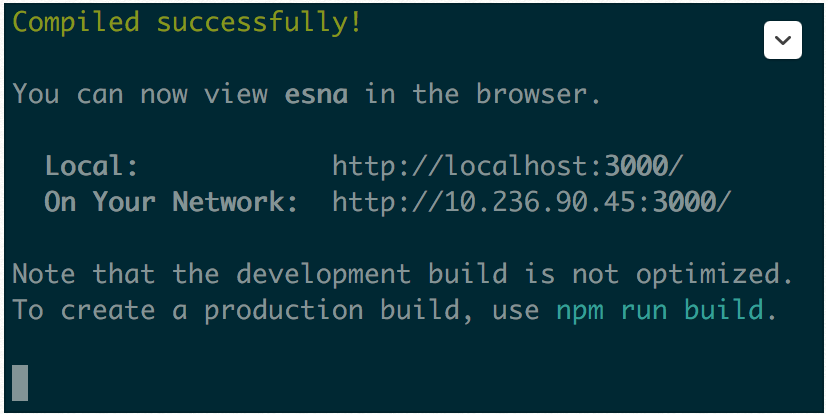 Compiled successfully!
You can now view esna in the browser.
Local: http://localhost:3000/
On Your Network: http://10.236.90.45:3000/
Note that the development build is not optimized.
To create a production build, use npm run build.